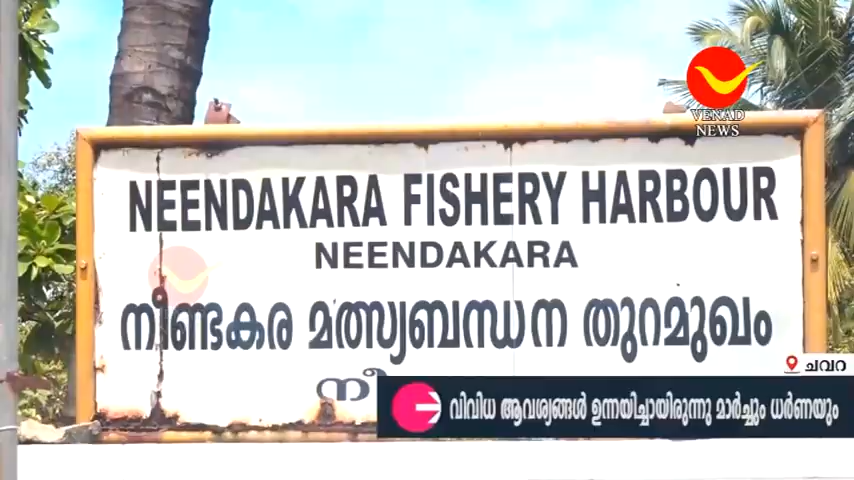 VENAD
NEWS
NEENDAKARA FISHERY HARBOUR
NEENDAKARA
നീണ്ടകര മത്സ്യബന്ധന തുറമുഖം
നീ
ചവറ
വിവിധ ആവശ്യങ്ങൾ ഉന്നയിച്ചായിരുന്നു മാർച്ചും ധർണയും